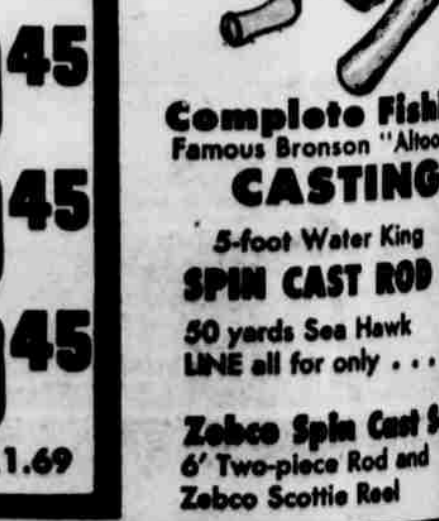 45
45
45
1.69
Complete Fishi
Famous Bronson "Altoo
CASTING
5-foot Water King
SPIN CAST ROD
50 yards Sea Hawk
LINE all for only . . .
Zebco Spin Cast S
6' Two-piece Rod and
Zebco Scottie Reel